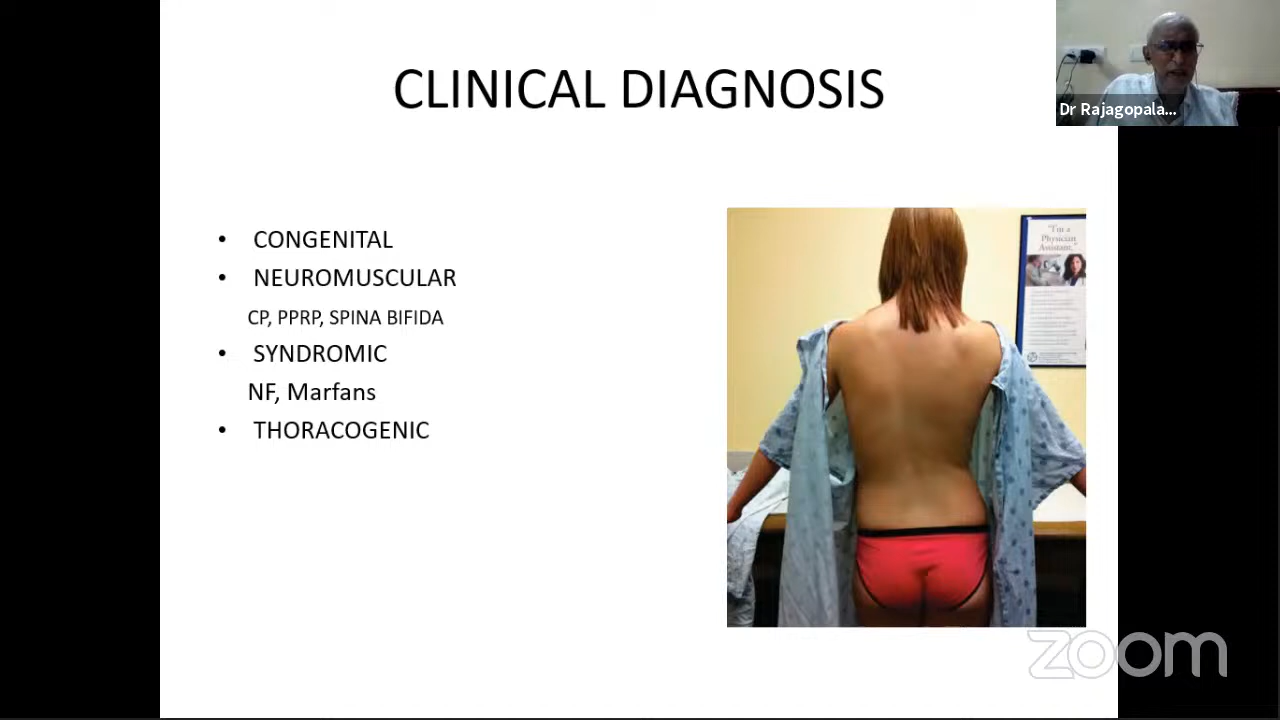 CLINICAL DIAGNOSIS
Dr Rajagopala...
• CONGENITAL
• NEUROMUSCULAR
CP, PPRP, SPINA BIFIDA
• SYNDROMIC
NF, Marfans
• THORACOGENIC
"I'm a
Physician
Assistant."
zoom